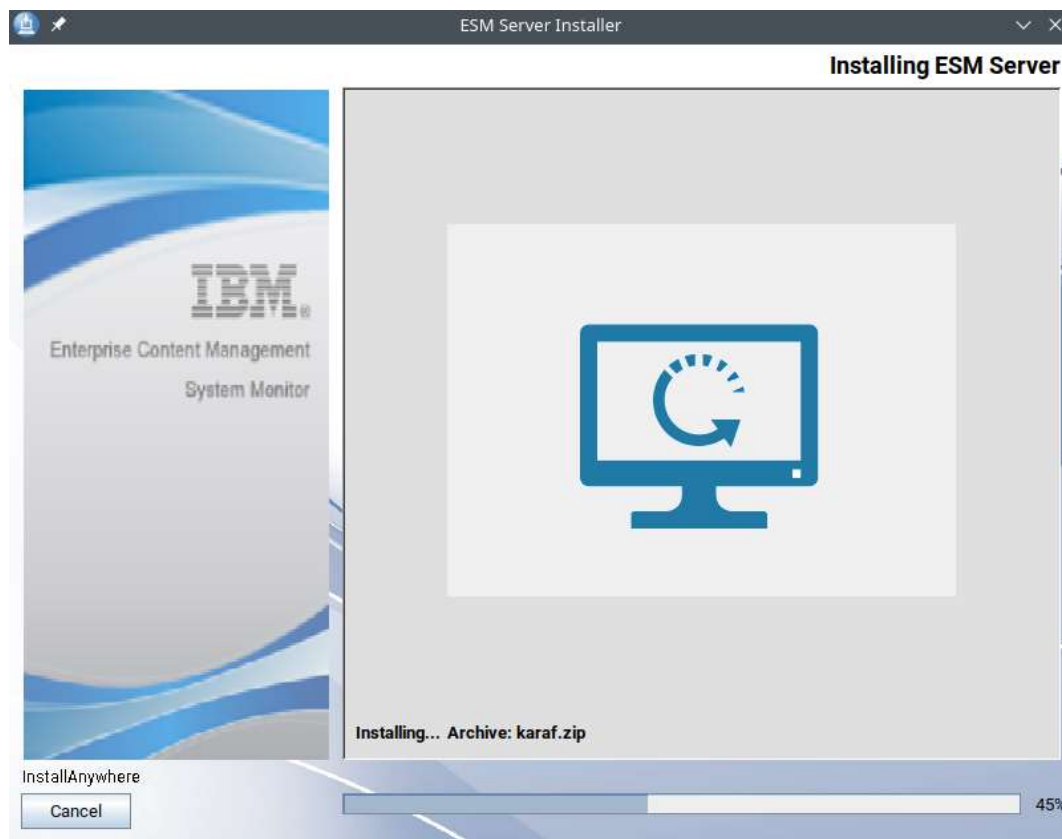 ESM Server Installer
Installing ESM Server
IBM®
Enterprise Content Management
System Monitor
Installing... Archive: karaf.zip
InstallAnywhere
Cancel
45%